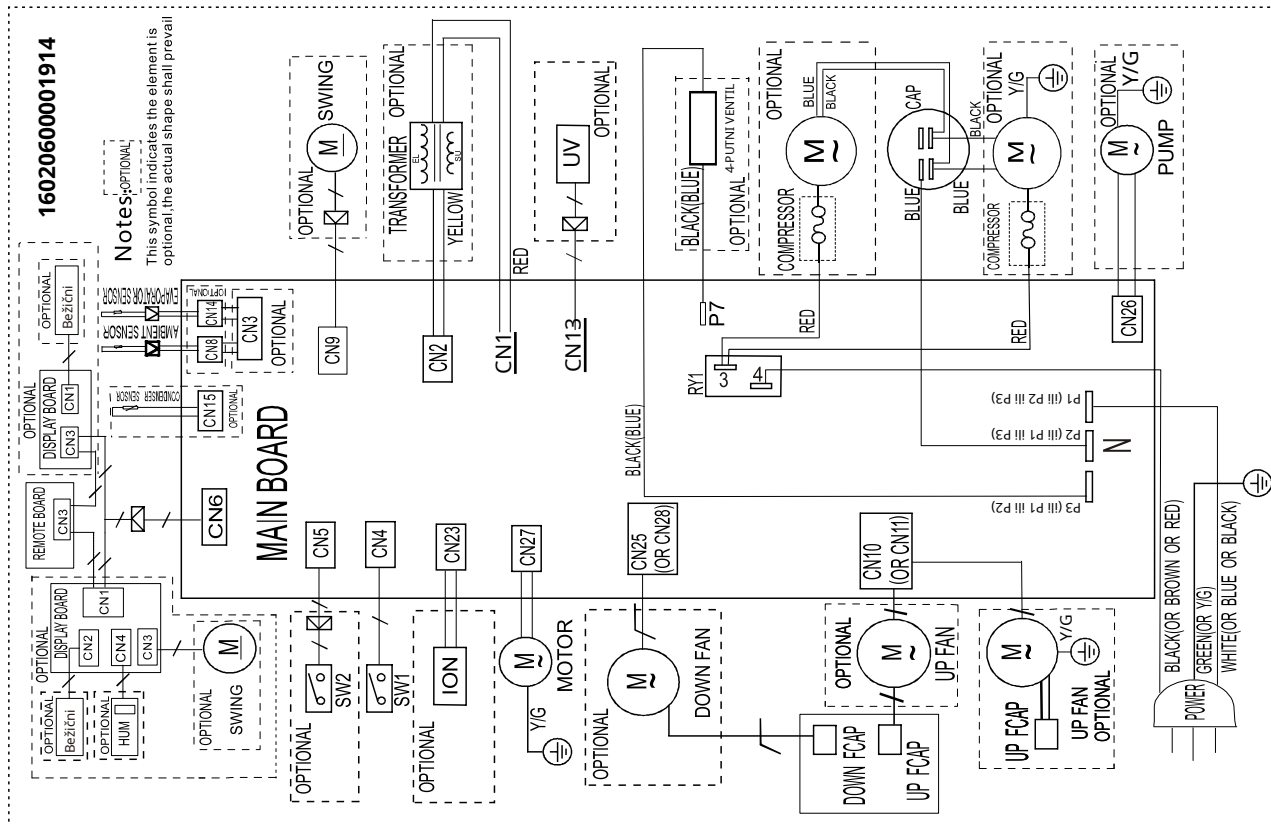 16020600001914
Notes:
OPTIONAL
This symbol indicates the element is
optional,the actual shape shall prevail
OPTIONAL
Bežični
OPTIONAL
DISPLAY BOARD
CN1
CN3
REMOTE BOARD
CN3
EVAPORATOR SENSOR
AMBIENT SENSOR
OPTIONAL
CN14
CN8
CN3
OPTIONAL
CONDENSER SENSOR
CN15
OPTIONAL
CN6
MAIN BOARD
OPTIONAL
DISPLAY BOARD
CN1
CN2
CN4
CN3
OPTIONAL
Bežični
OPTIONAL
HUM
OPTIONAL
SWING
M
OPTIONAL
SWING
M
CN9
OPTIONAL
TRANSFORMER
EL
SU
YELLOW
CN2
RED
CN1
OPTIONAL
UV
CN13
4-PUTNI VENTIL
BLACK(BLUE)
OPTIONAL
P7
RY1
3
4
OPTIONAL
BLUE
BLACK
M
~
COMPRESSOR
RED
CAP
BLACK
BLUE
BLUE
OPTIONAL
Y/G
M
~
COMPRESSOR
RED
OPTIONAL
Y/G
M
~
PUMP
CN26
BLACK(BLUE)
P1 (ili P2 ili P3)
P2 (ili P1 ili P3)
N
P3 (ili P1 ili P2)
CN5
SW2
CN4
SW1
OPTIONAL
CN23
ION
OPTIONAL
CN27
M
~
MOTOR
Y/G
CN25
(OR CN28)
M
~
DOWN FAN
OPTIONAL
CN10
(OR CN11)
OPTIONAL
M
~
UP FAN
DOWN FCAP
UP FCAP
M
~
Y/G
UP FCAP
UP FAN
OPTIONAL
BLACK(OR BROWN OR RED)
GREEN(OR Y/G)
WHITE(OR BLUE OR BLACK)
POWER